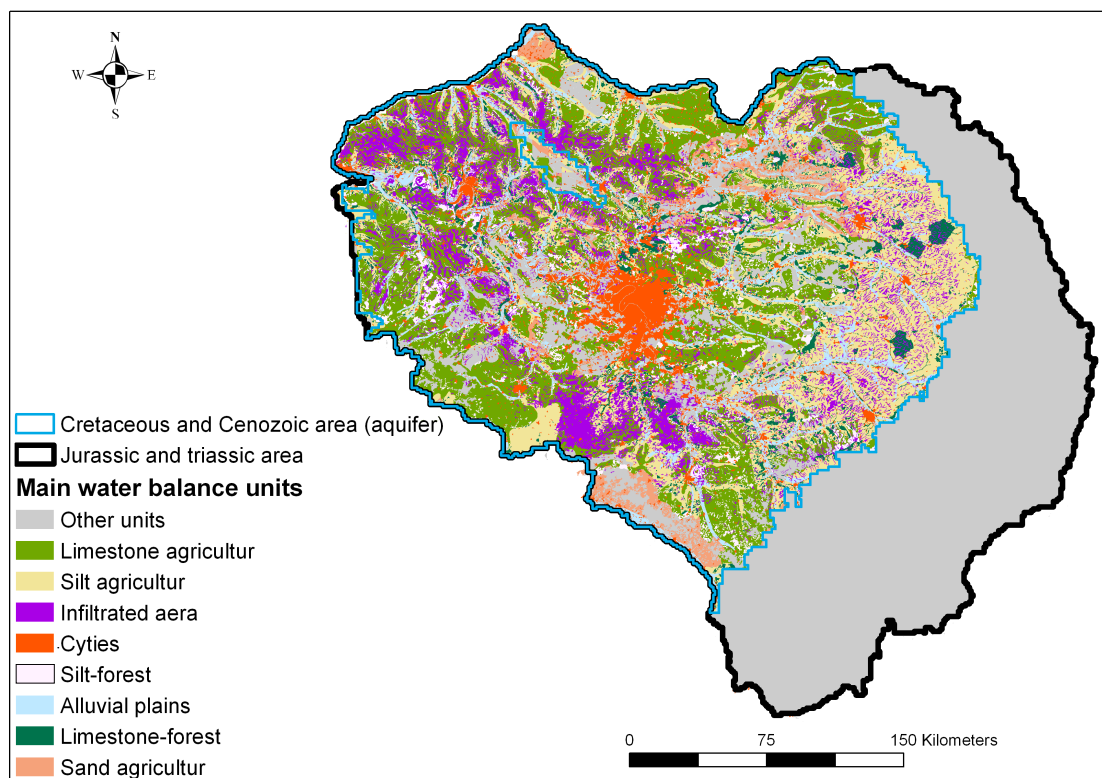 N
W E
S
Cretaceous and Cenozoic area (aquifer)
Jurassic and triassic area
Main water balance units
Other units
Limestone agricultur
Silt agricultur
Infiltrated aera
Cyties
Silt-forest
Alluvial plains
Limestone-forest
Sand agricultur
0 75 150 Kilometers